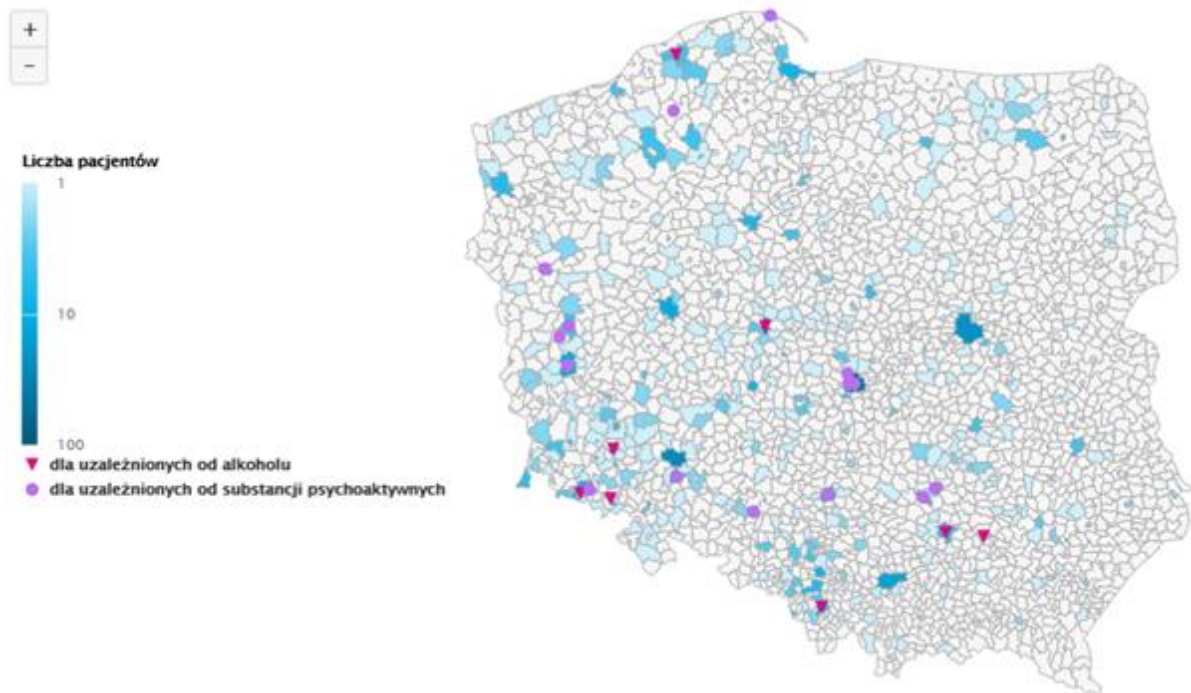 +
−
Liczba pacjentów
1
10
100
dla uzależnionych od alkoholu
dla uzależnionych od substancji psychoaktywnych